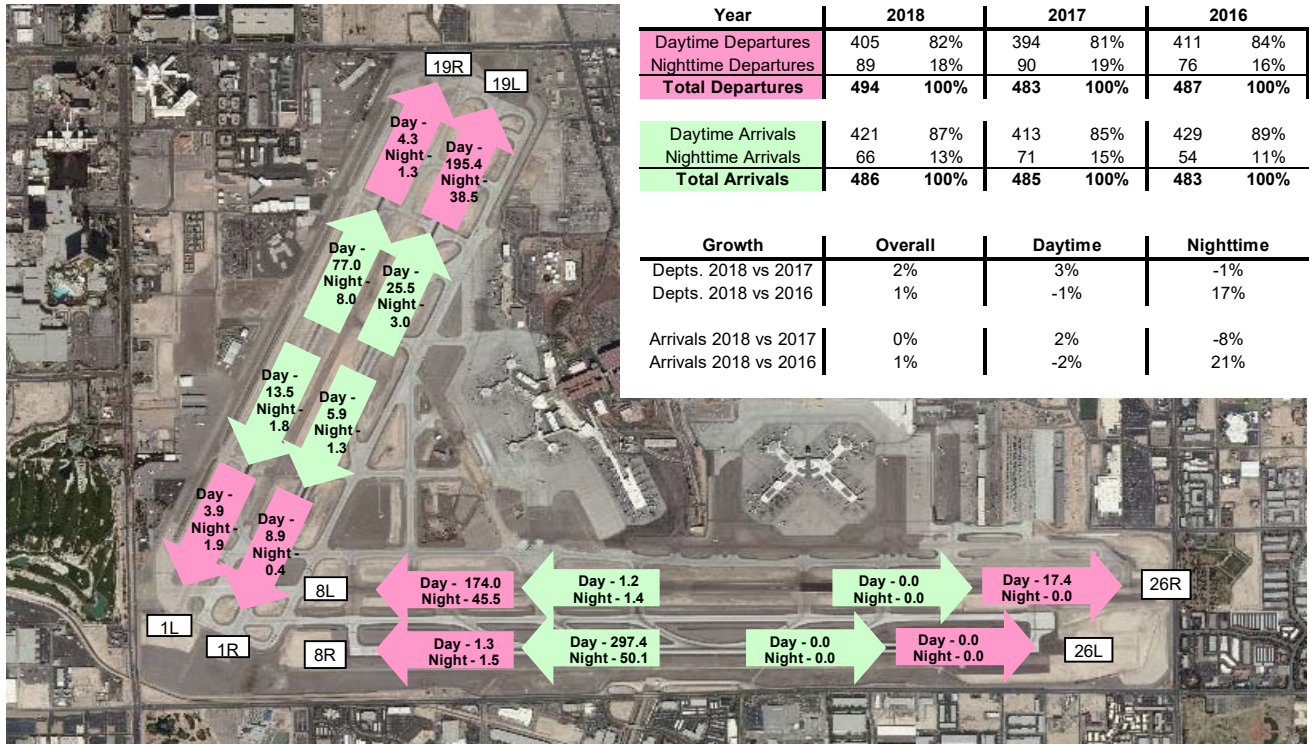 Year 2018 2017 2016
Daytime Departures 405 82% 394 81% 411 84%
Nighttime Departures 89 18% 90 19% 76 16%
Total Departures 494 100% 483 100% 487 100%
Daytime Arrivals 421 87% 413 85% 429 89%
Nighttime Arrivals 66 13% 71 15% 54 11%
Total Arrivals 486 100% 485 100% 483 100%
Growth Overall Daytime Nighttime
Depts. 2018 vs 2017 2% 3% -1%
Depts. 2018 vs 2016 1% -1% 17%
Arrivals 2018 vs 2017 0% 2% -8%
Arrivals 2018 vs 2016 1% -2% 21%
19R
19L
Day -
4.3
Night -
1.3
Day -
195.4
Night -
38.5
Day -
77.0
Night -
8.0
Day -
25.5
Night -
3.0
Day -
13.5
Night -
1.8
Day -
5.9
Night -
1.3
Day -
3.9
Night -
1.9
Day -
8.9
Night -
0.4
1L
1R
8L
Day - 174.0
Night - 45.5
Day - 1.2
Night - 1.4
Day - 0.0
Night - 0.0
Day - 17.4
Night - 0.0
26R
8R
Day - 1.3
Night - 1.5
Day - 297.4
Night - 50.1
Day - 0.0
Night - 0.0
Day - 0.0
Night - 0.0
26L